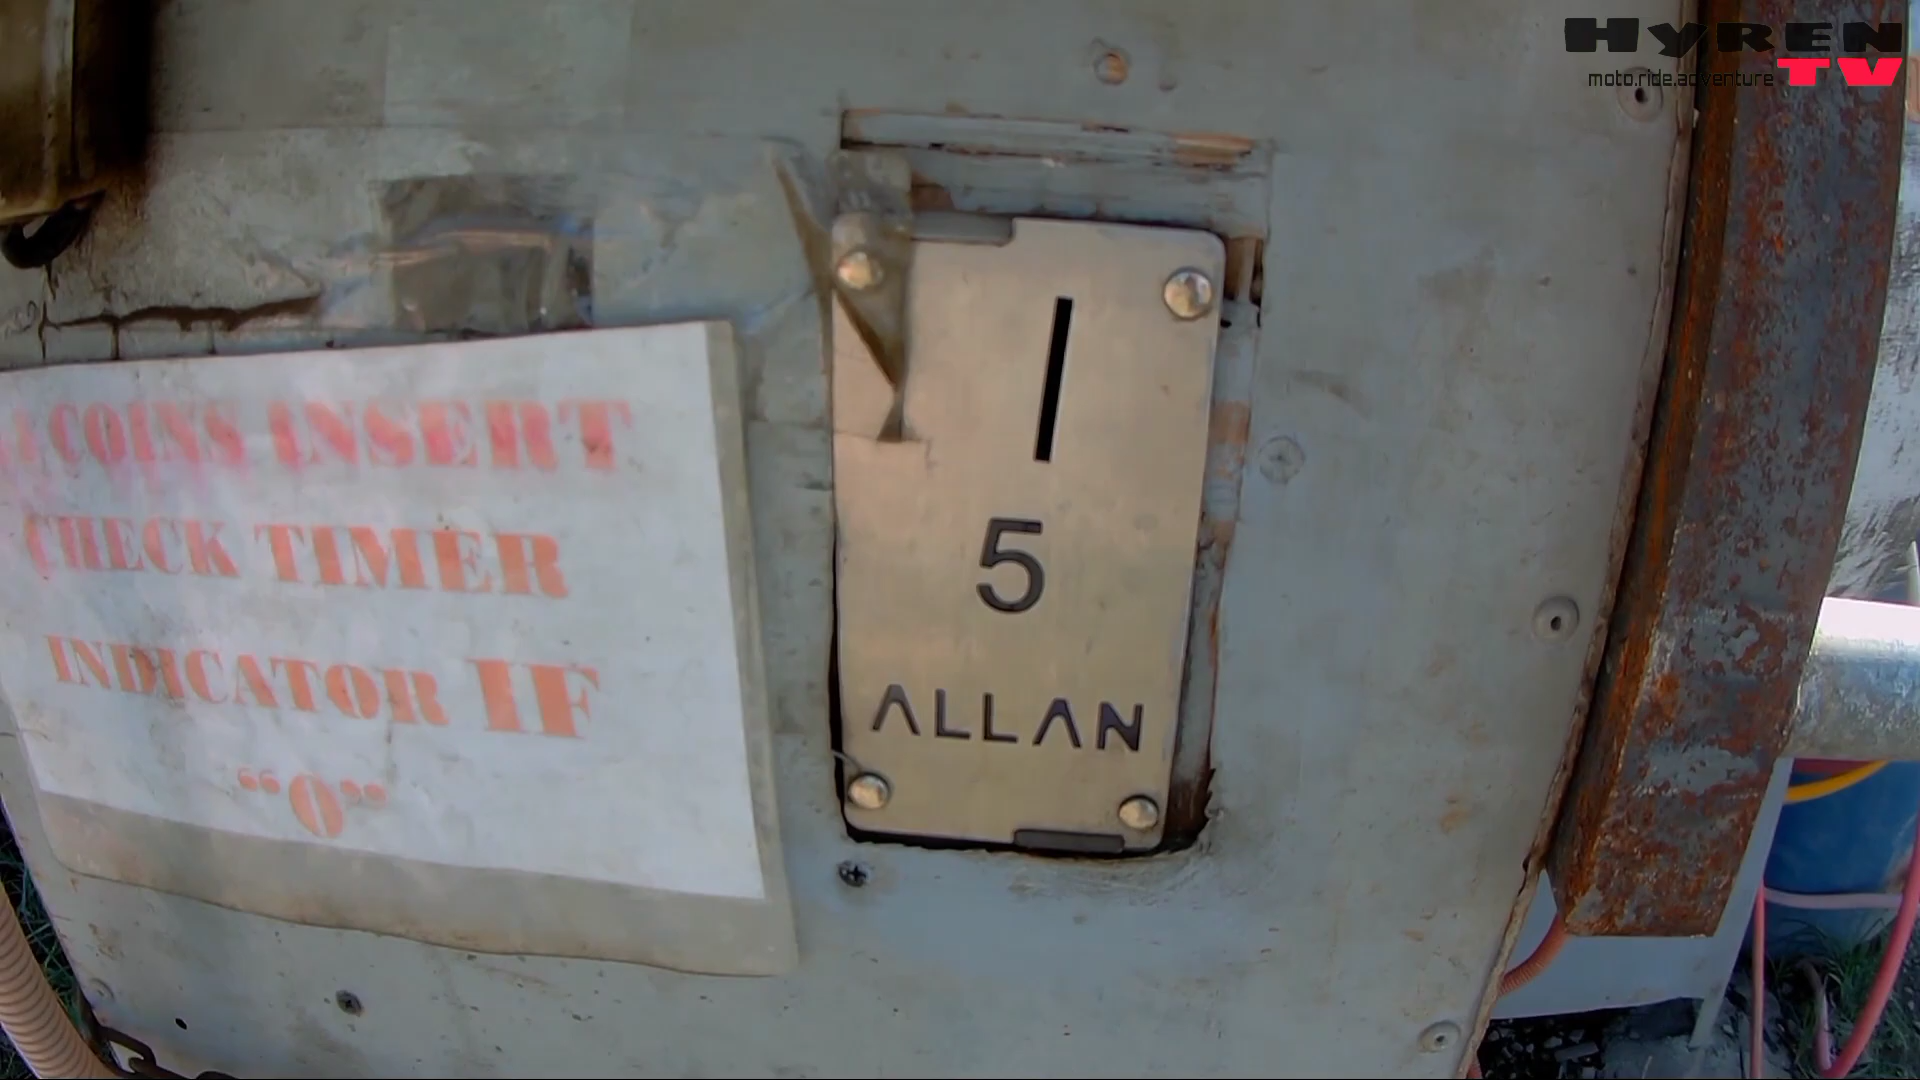 HYREN
moto.ride.adventure TV
COINS INSERT
CHECK TIMER
INDICATOR IF
“0”
5
ALLAN